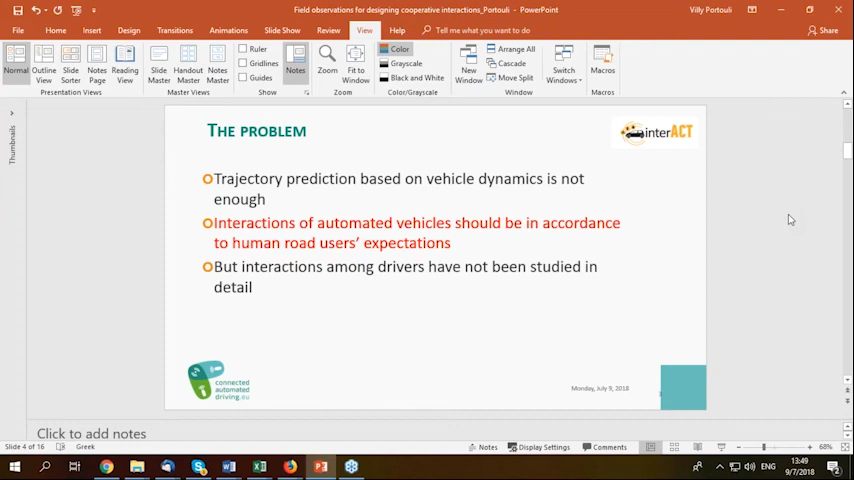 Field observations for designing cooperative interactions_Portouli - PowerPoint
Villy Portouli
File Home Insert Design Transitions Animations Slide Show Review View Help Tell me what you want to do
Share
Normal
Outline View
Slide Sorter
Notes Page
Reading View
Presentation Views
Slide Master
Handout Master
Notes Master
Master Views
Ruler
Gridlines
Guides
Show
Notes
Zoom
Fit to Window
Zoom
Color
Grayscale
Black and White
Color/Grayscale
New Window
Arrange All
Cascade
Move Split
Window
Switch Windows
Macros
Macros
Thumbnails
THE PROBLEM
interACT
Trajectory prediction based on vehicle dynamics is not
enough
Interactions of automated vehicles should be in accordance
to human road users' expectations
But interactions among drivers have not been studied in
detail
connected
automated
driving.eu
Monday, July 9, 2018
Click to add notes
Slide 4 of 16
Greek
Notes
Display Settings
Comments
68%
ENG
13:49
9/7/2018
2